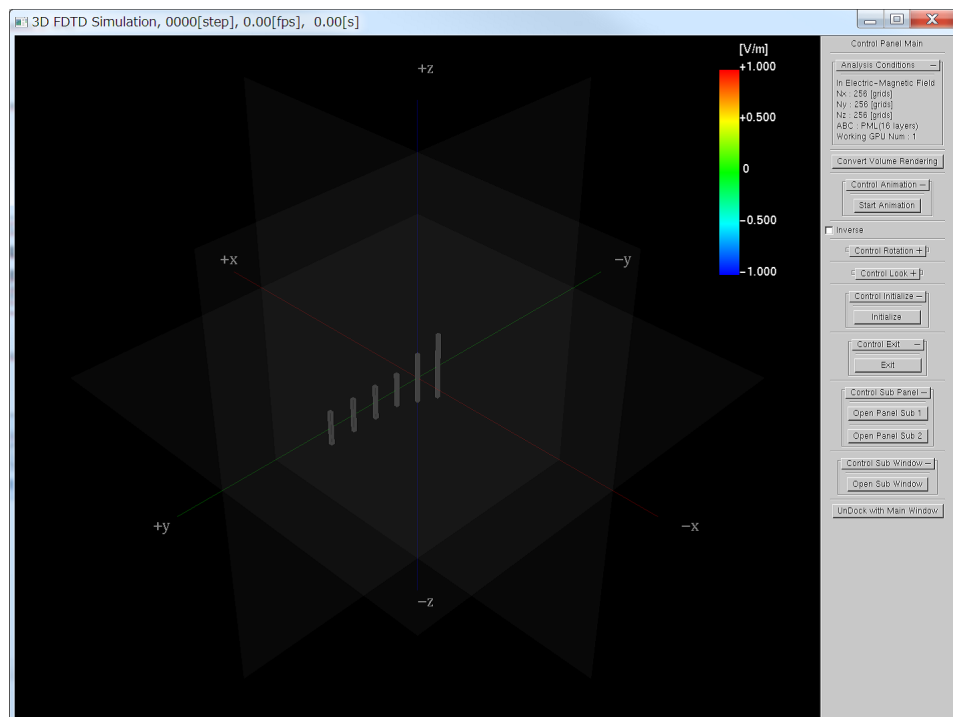 3D FDTD Simulation, 0000[step], 0.00[fps], 0.00[s]
[V/m]
+1.000
+0.500
0
−0.500
−1.000
+z
+x
−y
+y
−x
−z
Control Panel Main
Analysis Conditions −
In Electric-Magnetic Field
Nx : 256 [grids]
Ny : 256 [grids]
Nz : 256 [grids]
ABC : PML(16 layers)
Working GPU Num : 1
Convert Volume Rendering
Control Animation −
Start Animation
Inverse
Control Rotation +
Control Look +
Control Initialize −
Initialize
Control Exit −
Exit
Control Sub Panel −
Open Panel Sub 1
Open Panel Sub 2
Control Sub Window −
Open Sub Window
UnDock with Main Window